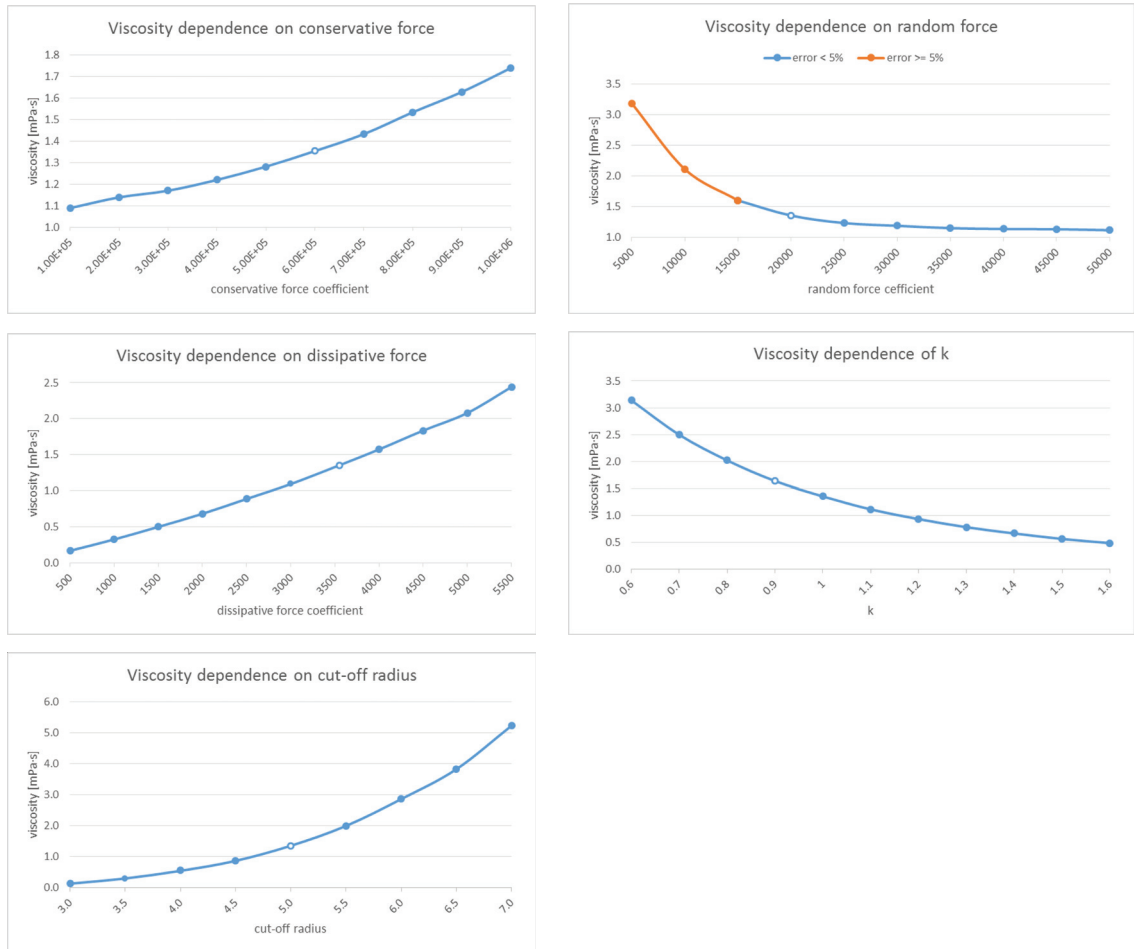 Viscosity dependence on conservative force
1.8
1.7
1.6
1.5
1.4
1.3
1.2
1.1
1.0
viscosity [mPa·s]
1.00E+05
2.00E+05
3.00E+05
4.00E+05
5.00E+05
6.00E+05
7.00E+05
8.00E+05
9.00E+05
1.00E+06
conservative force coefficient
Viscosity dependence on random force
error < 5%
error >= 5%
3.5
3.0
2.5
2.0
1.5
1.0
viscosity [mPa·s]
5000
10000
15000
20000
25000
30000
35000
40000
45000
50000
random force cefficient
Viscosity dependence on dissipative force
2.5
2.0
1.5
1.0
0.5
0.0
viscosity [mPa·s]
500
1000
1500
2000
2500
3000
3500
4000
4500
5000
5500
dissipative force coefficient
Viscosity dependence of k
3.5
3.0
2.5
2.0
1.5
1.0
0.5
0.0
viscosity [mPa·s]
0.6
0.7
0.8
0.9
1
1.1
1.2
1.3
1.4
1.5
1.6
k
Viscosity dependence on cut-off radius
6.0
5.0
4.0
3.0
2.0
1.0
0.0
viscosity [mPa·s]
3.0
3.5
4.0
4.5
5.0
5.5
6.0
6.5
7.0
cut-off radius